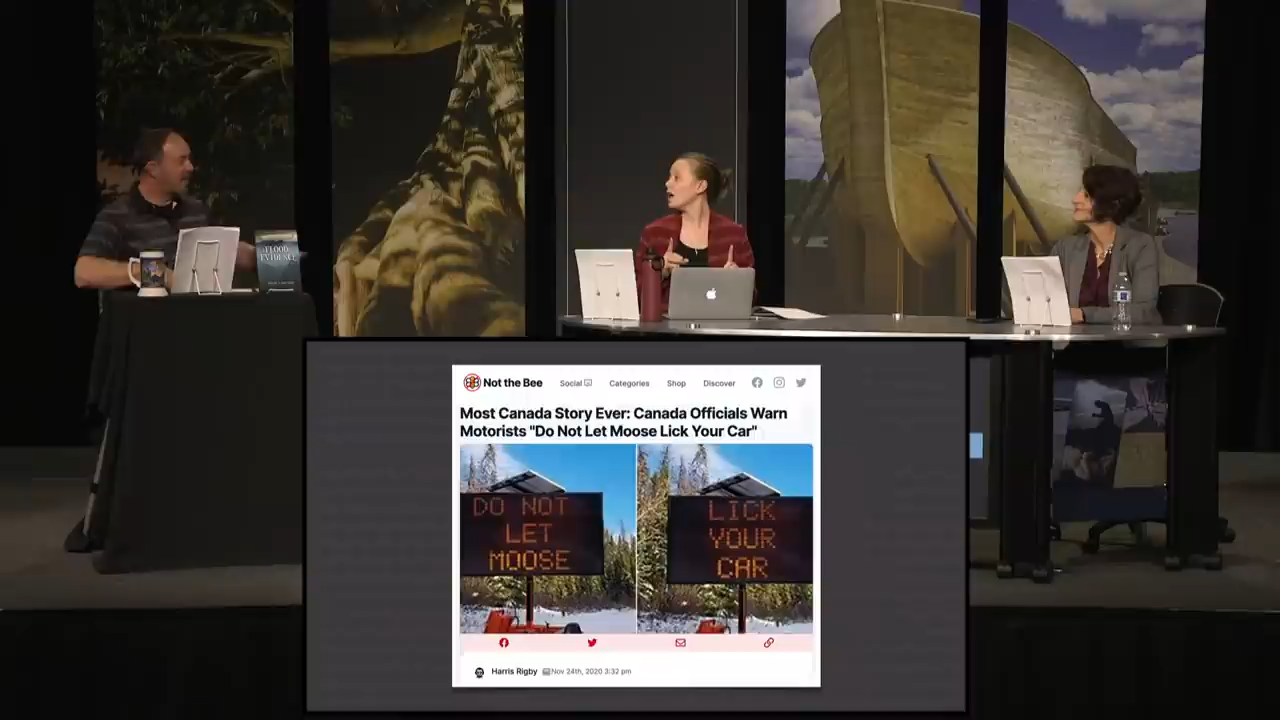 FLOOD
EVIDENCE
Not the Bee
Social Categories Shop Discover
Most Canada Story Ever: Canada Officials Warn
Motorists "Do Not Let Moose Lick Your Car"
DO NOT
LET
MOOSE
LICK
YOUR
CAR
Harris Rigby Nov 24th, 2020 3:32 pm